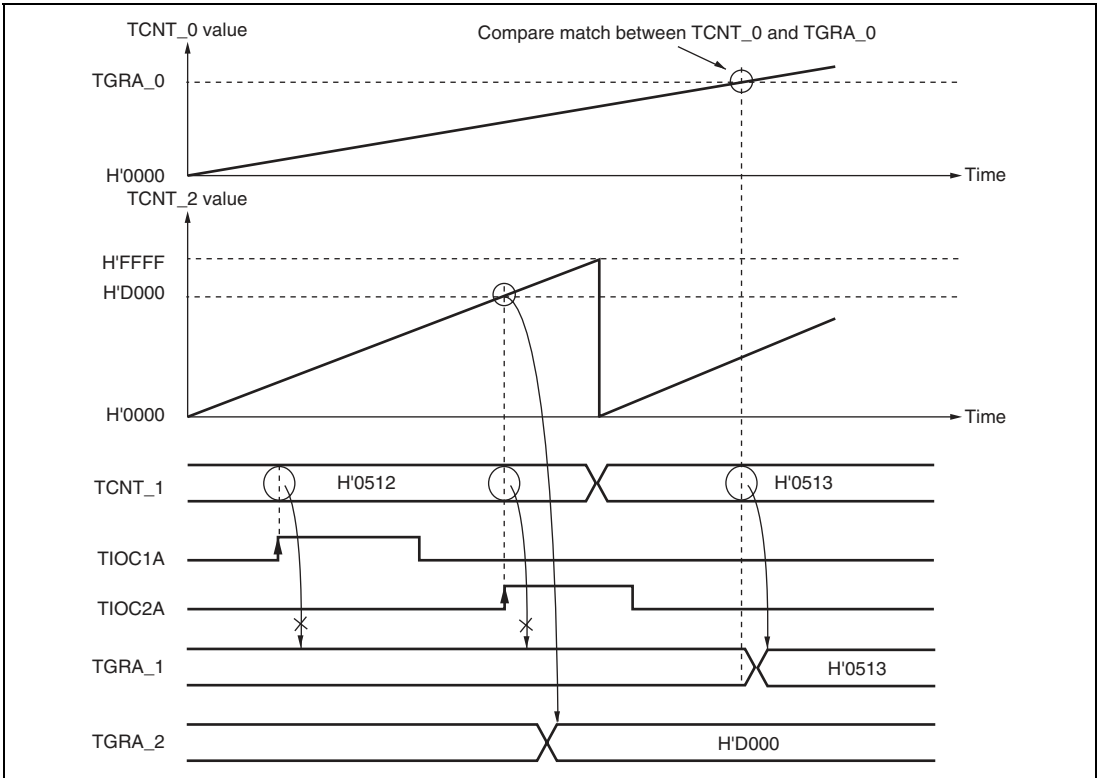 TCNT_0 value
Compare match between TCNT_0 and TGRA_0
TGRA_0
H'0000
Time
TCNT_2 value
H'FFFF
H'D000
H'0000
Time
TCNT_1
H'0512
H'0513
TIOC1A
TIOC2A
TGRA_1
H'0513
TGRA_2
H'D000